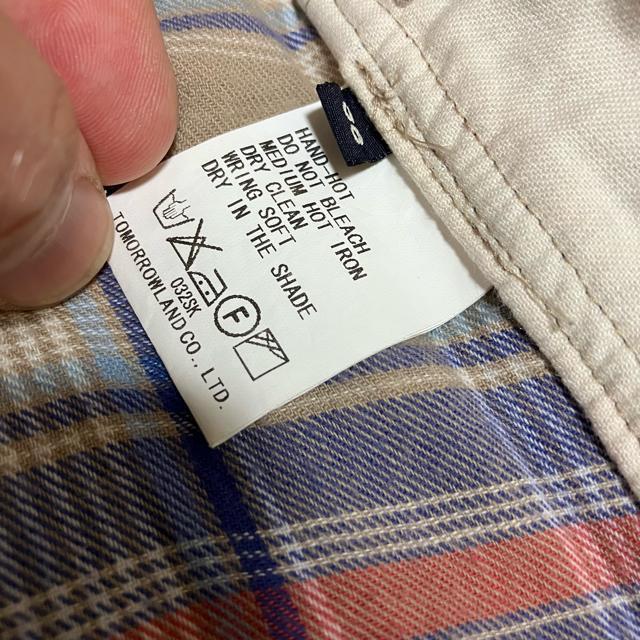 HAND HOT
DO NOT BLEACH
MEDIUM HOT IRON
DRY CLEAN
WRING SOFT
DRY IN THE SHADE
F
032SK
TOMORROWLAND CO., LTD.